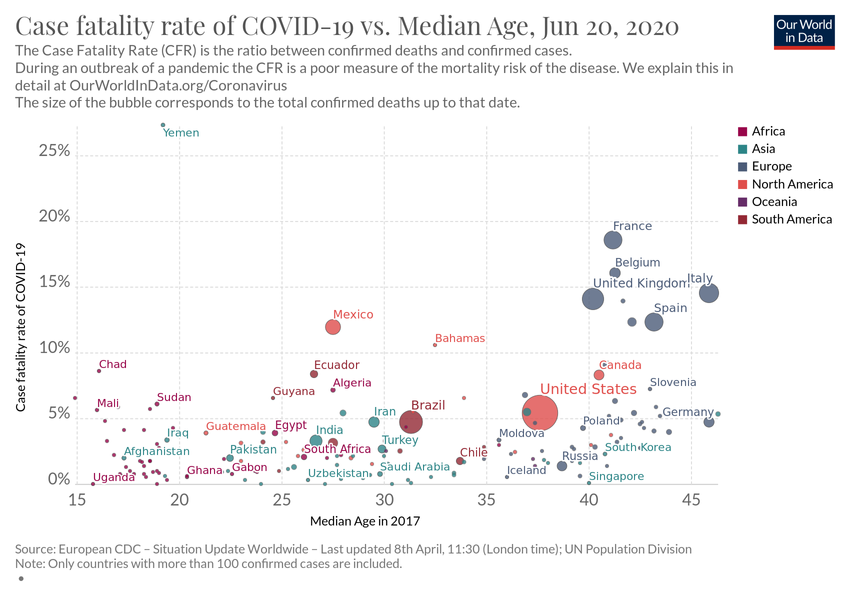 Case fatality rate of COVID-19 vs. Median Age, Jun 20, 2020
Our World
in Data
The Case Fatality Rate (CFR) is the ratio between confirmed deaths and confirmed cases.
During an outbreak of a pandemic the CFR is a poor measure of the mortality risk of the disease. We explain this in
detail at OurWorldInData.org/Coronavirus
The size of the bubble corresponds to the total confirmed deaths up to that date.
Africa
Asia
Europe
North America
Oceania
South America
Case fatality rate of COVID-19
25%
20%
15%
10%
5%
0%
Yemen
France
Belgium
Italy
United Kingdom
Spain
Mexico
Bahamas
Chad
Ecuador
Canada
Algeria
Guyana
United States
Slovenia
Mali
Sudan
Iran
Brazil
Germany
Iraq
Guatemala
Egypt
India
Moldova
Poland
Turkey
Afghanistan
Pakistan
South Africa
Chile
South Korea
Russia
Uganda
Ghana
Gabon
Uzbekistan
Saudi Arabia
Iceland
Singapore
15
20
25
30
35
40
45
Median Age in 2017
Source: European CDC – Situation Update Worldwide – Last updated 8th April, 11:30 (London time); UN Population Division
Note: Only countries with more than 100 confirmed cases are included.